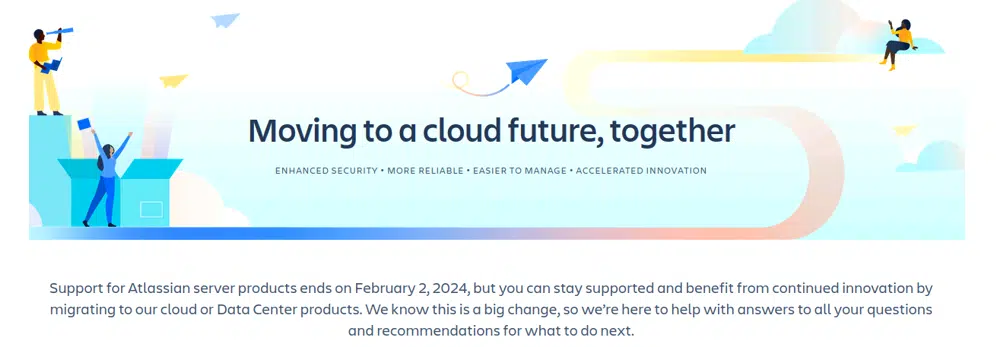 Moving to a cloud future, together
ENHANCED SECURITY • MORE RELIABLE • EASIER TO MANAGE • ACCELERATED INNOVATION
Support for Atlassian server products ends on February 2, 2024, but you can stay supported and benefit from continued innovation by
migrating to our cloud or Data Center products. We know this is a big change, so we’re here to help with answers to all your questions
and recommendations for what to do next.